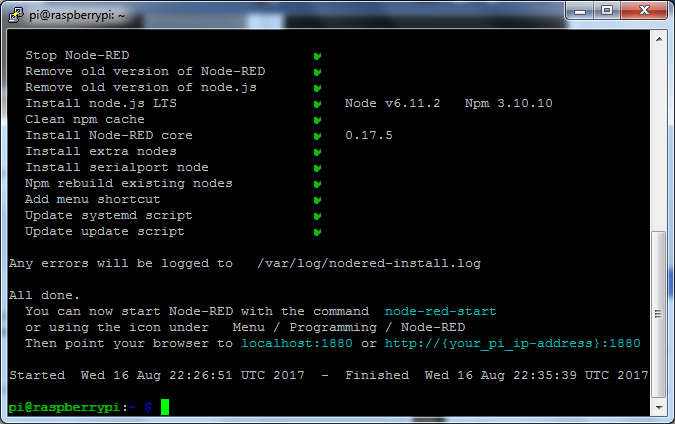 pi@raspberrypi: ~
Stop Node-RED ✔
Remove old version of Node-RED ✔
Remove old version of node.js ✔
Install node.js LTS ✔ Node v6.11.2 Npm 3.10.10
Clean npm cache ✔
Install Node-RED core ✔ 0.17.5
Install extra nodes ✔
Install serialport node ✔
Npm rebuild existing nodes ✔
Add menu shortcut ✔
Update systemd script ✔
Update update script ✔
Any errors will be logged to /var/log/nodered-install.log
All done.
You can now start Node-RED with the command node-red-start
or using the icon under Menu / Programming / Node-RED
Then point your browser to localhost:1880 or http://{your_pi_ip-address}:1880
Started Wed 16 Aug 22:26:51 UTC 2017 - Finished Wed 16 Aug 22:35:39 UTC 2017
pi@raspberrypi:~ $